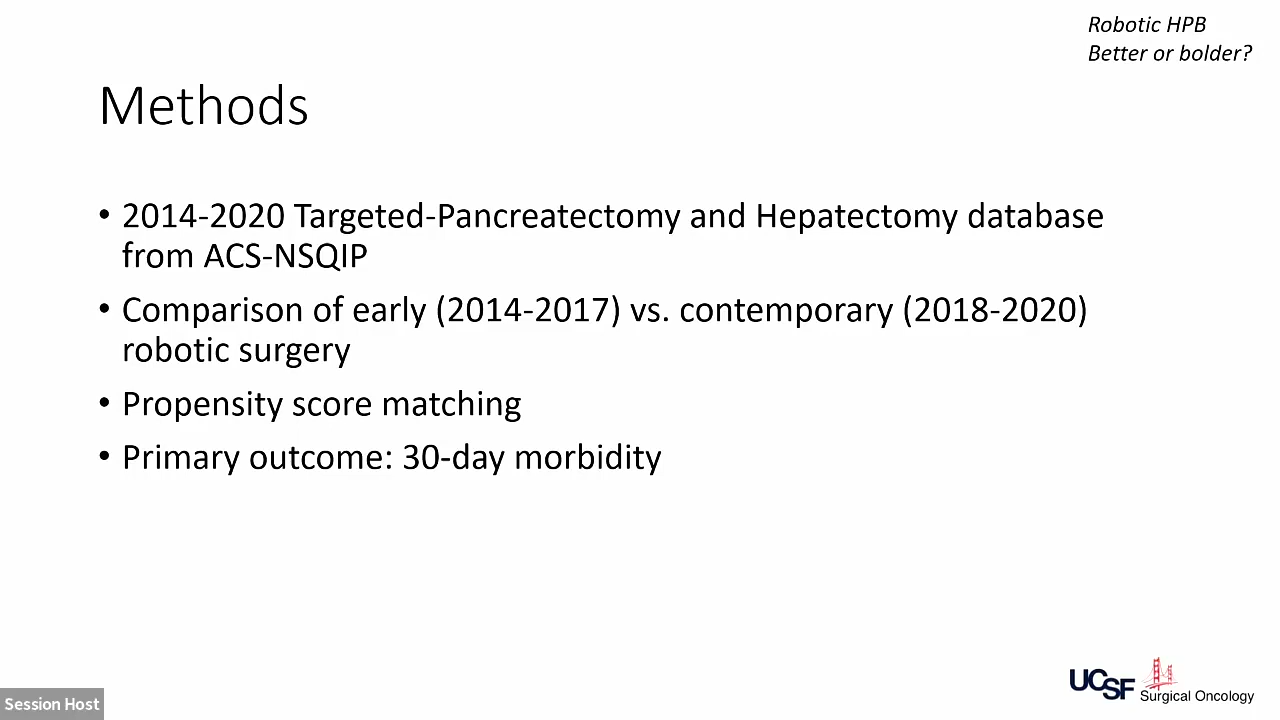 Robotic HPB
Better or bolder?
Methods
• 2014-2020 Targeted-Pancreatectomy and Hepatectomy database
from ACS-NSQIP
• Comparison of early (2014-2017) vs. contemporary (2018-2020)
robotic surgery
• Propensity score matching
• Primary outcome: 30-day morbidity
UCSF Surgical Oncology
Session Host